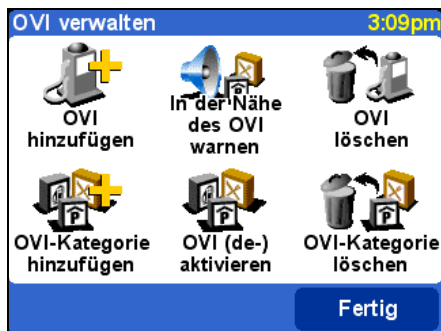 OVI verwalten 3:09pm
OVI
hinzufügen
In der Nähe
des OVI
warnen
OVI
löschen
OVI-Kategorie
hinzufügen
OVI (de-)
aktivieren
OVI-Kategorie
löschen
Fertig